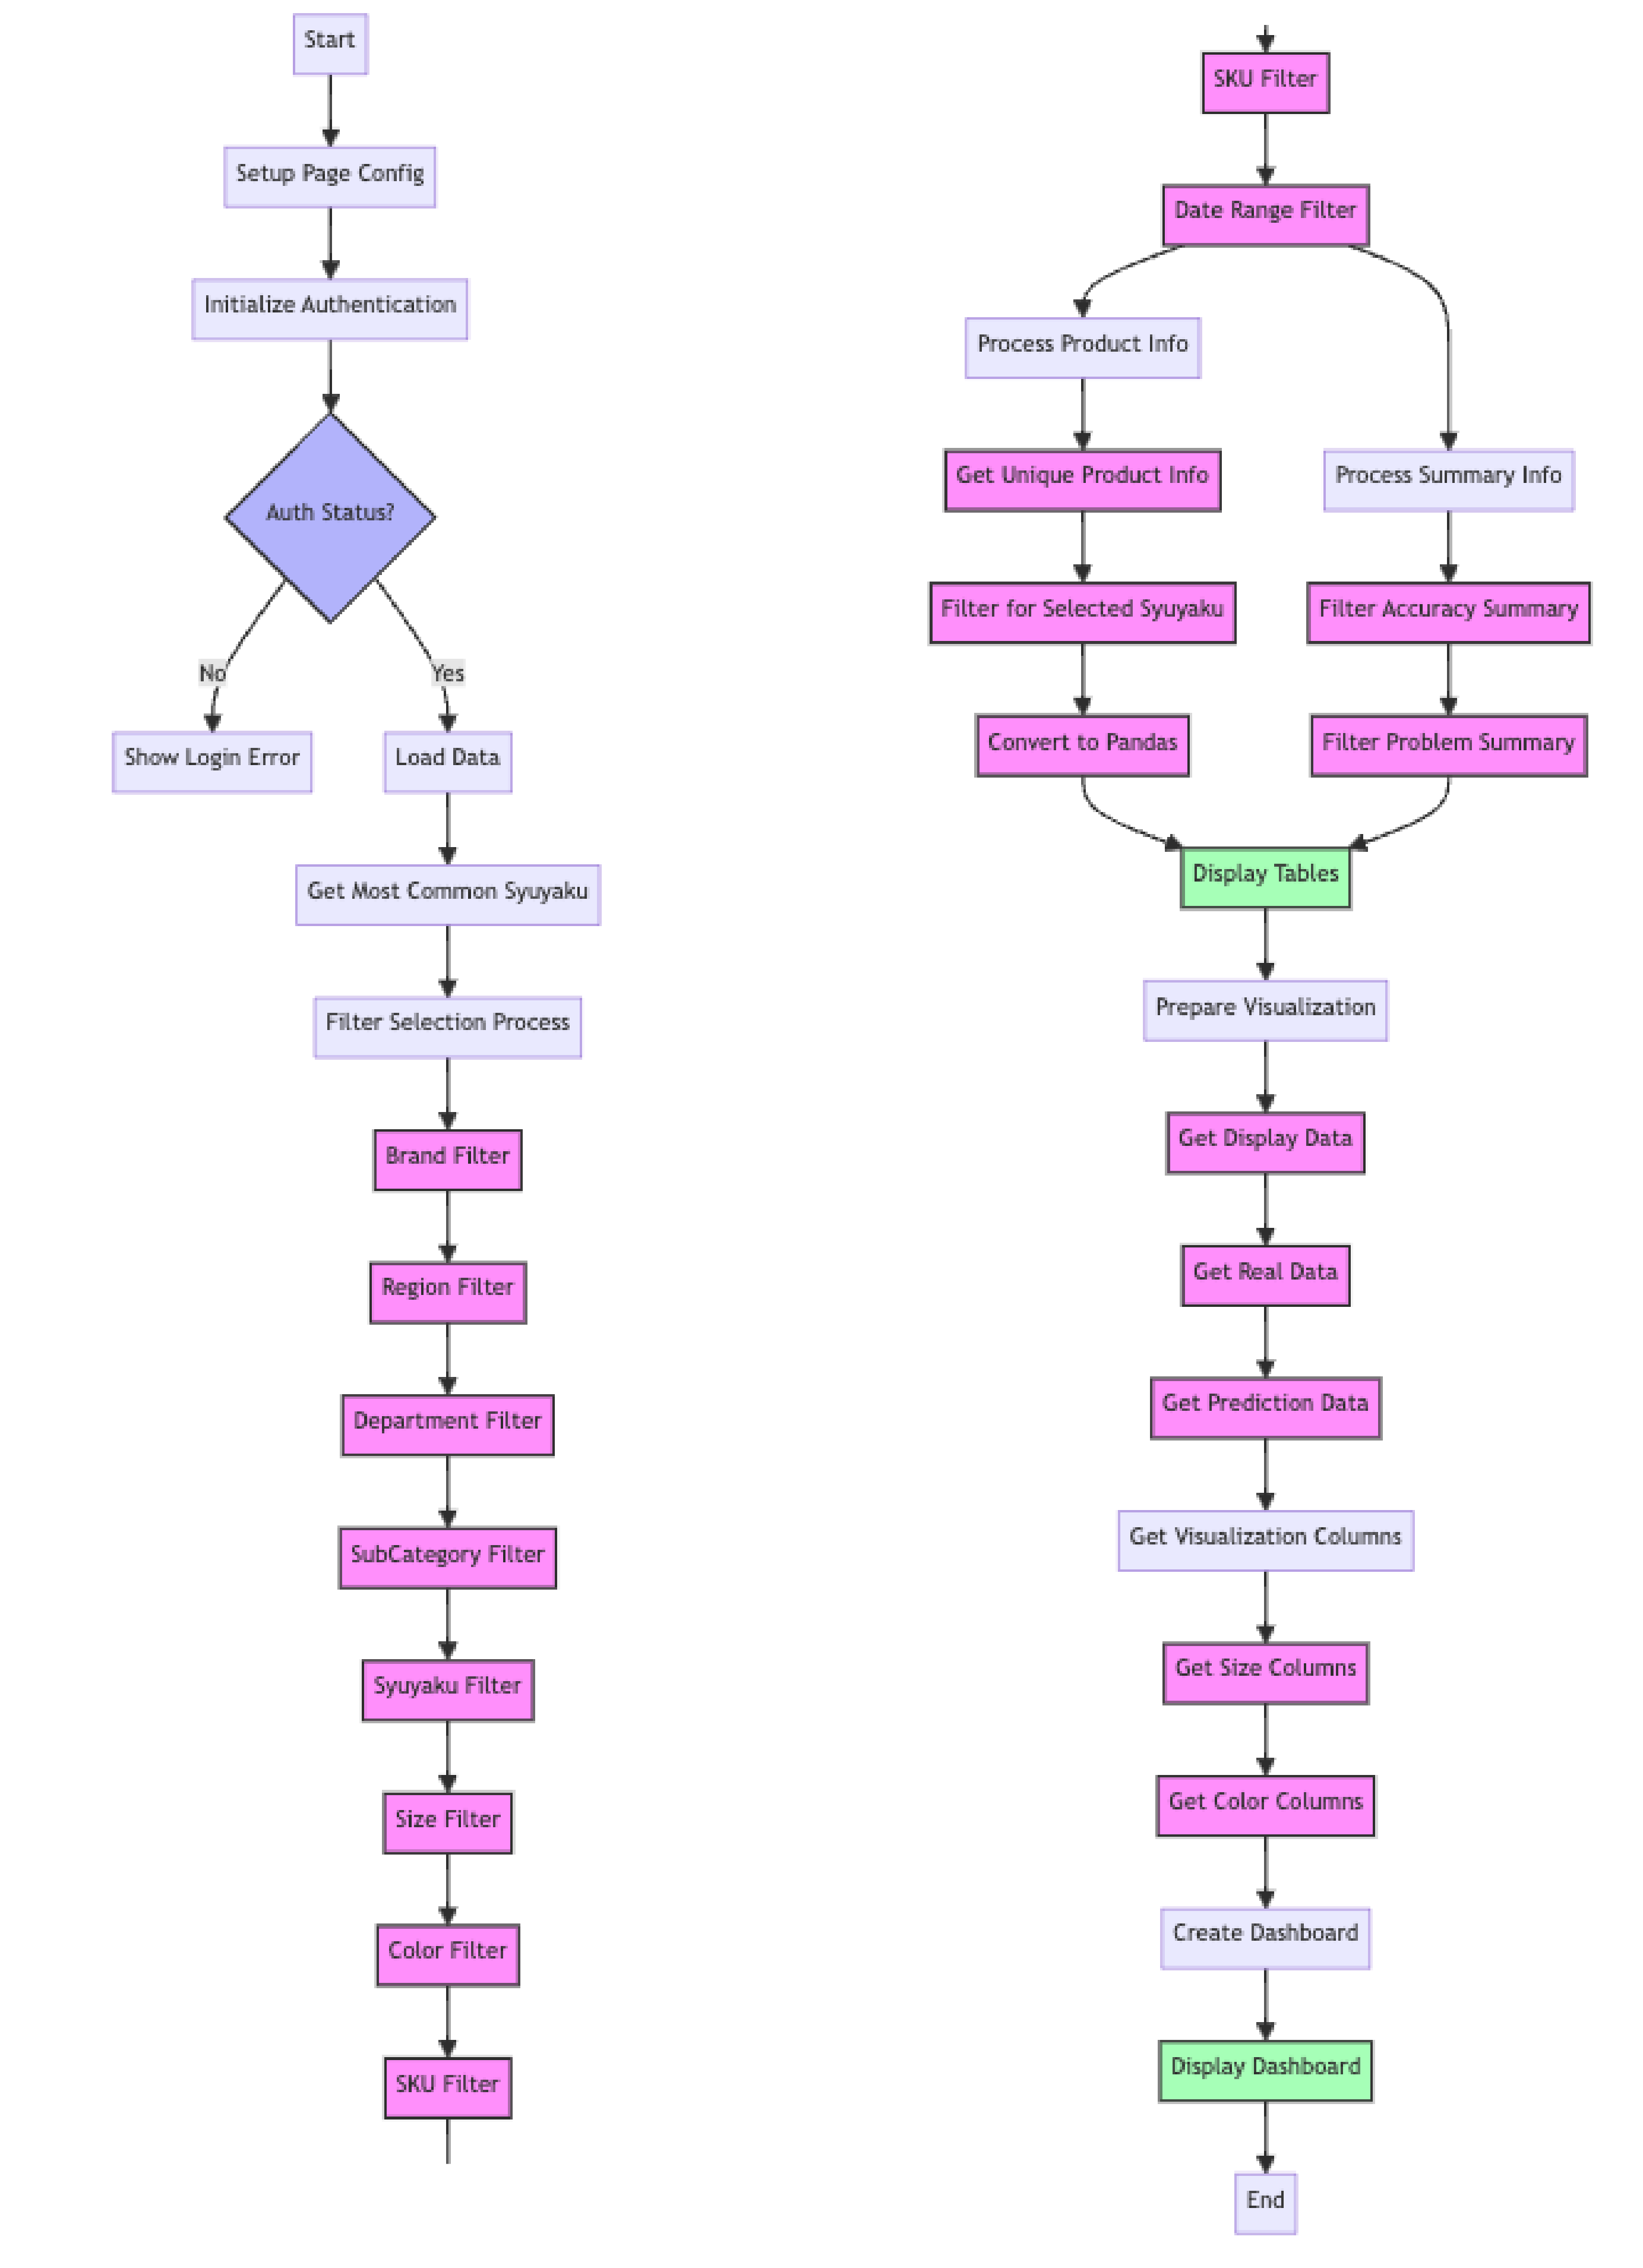 Start
Setup Page Config
Initialize Authentication
Auth Status?
No
Yes
Show Login Error
Load Data
Get Most Common Syuyaku
Filter Selection Process
Brand Filter
Region Filter
Department Filter
SubCategory Filter
Syuyaku Filter
Size Filter
Color Filter
SKU Filter
SKU Filter
Date Range Filter
Process Product Info
Get Unique Product Info
Process Summary Info
Filter for Selected Syuyaku
Filter Accuracy Summary
Convert to Pandas
Filter Problem Summary
Display Tables
Prepare Visualization
Get Display Data
Get Real Data
Get Prediction Data
Get Visualization Columns
Get Size Columns
Get Color Columns
Create Dashboard
Display Dashboard
End